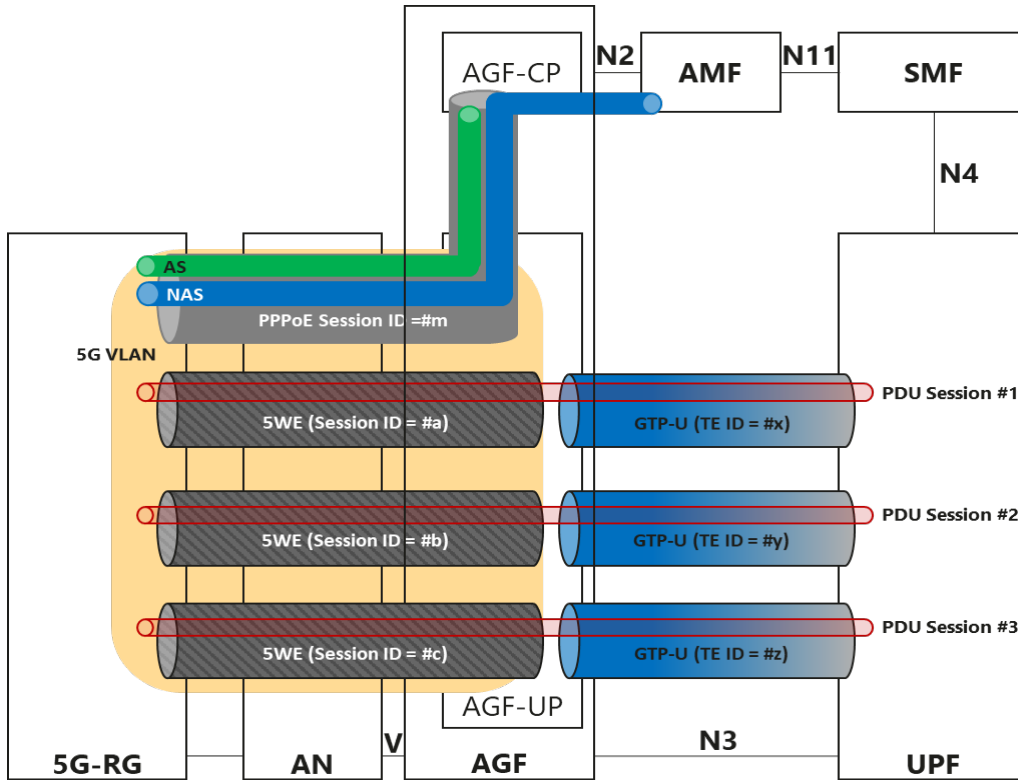 AGF-CP
N2
AMF
N11
SMF
N4
AS
NAS
PPPoE Session ID =#m
5G VLAN
5WE (Session ID = #a)
GTP-U (TE ID = #x)
PDU Session #1
5WE (Session ID = #b)
GTP-U (TE ID = #y)
PDU Session #2
5WE (Session ID = #c)
GTP-U (TE ID = #z)
PDU Session #3
AGF-UP
5G-RG
AN
V
AGF
N3
UPF